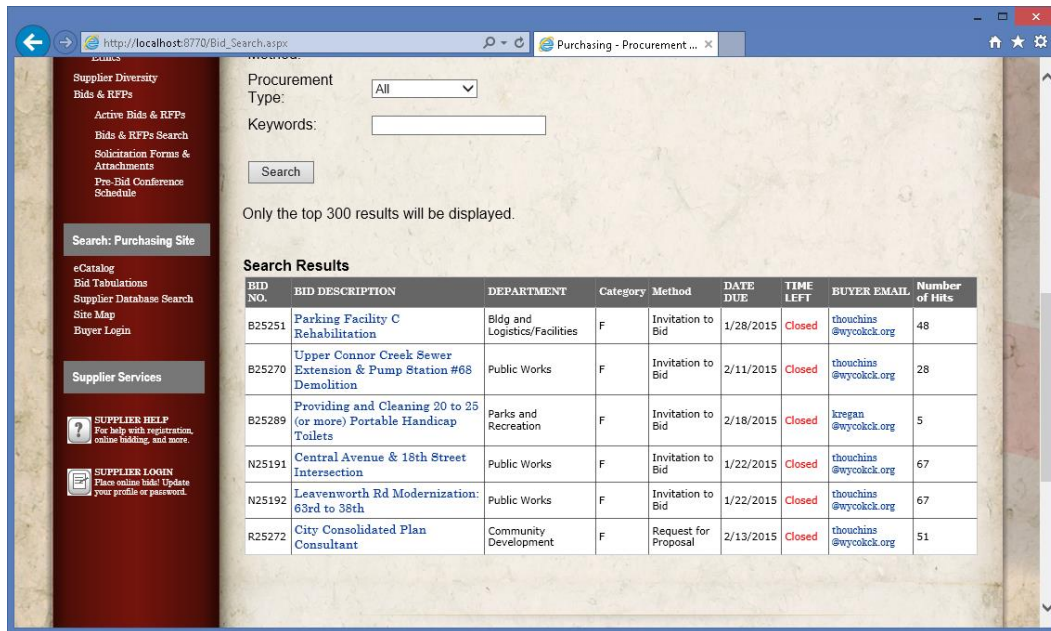 http://localhost:8770/Bid_Search.aspx
Purchasing - Procurement ...
Ethics
Supplier Diversity
Bids & RFPs
Active Bids & RFPs
Bids & RFPs Search
Solicitation Forms &
Attachments
Pre-Bid Conference
Schedule
Search: Purchasing Site
eCatalog
Bid Tabulations
Supplier Database Search
Site Map
Buyer Login
Supplier Services
SUPPLIER HELP
For help with registration,
online bidding, and more.
SUPPLIER LOGIN
Place online bids! Update
your profile or password.
Method:
Procurement
Type:
All
Keywords:
Search
Only the top 300 results will be displayed.
Search Results
BID NO. BID DESCRIPTION DEPARTMENT Category Method DATE DUE TIME LEFT BUYER EMAIL Number of Hits
B25251 Parking Facility C Rehabilitation Bldg and Logistics/Facilities F Invitation to Bid 1/28/2015 Closed thouchins @wycokck.org 48
B25270 Upper Connor Creek Sewer Extension & Pump Station #68 Demolition Public Works F Invitation to Bid 2/11/2015 Closed thouchins @wycokck.org 28
B25289 Providing and Cleaning 20 to 25 (or more) Portable Handicap Toilets Parks and Recreation F Invitation to Bid 2/18/2015 Closed kregan @wycokck.org 5
N25191 Central Avenue & 18th Street Intersection Public Works F Invitation to Bid 1/22/2015 Closed thouchins @wycokck.org 67
N25192 Leavenworth Rd Modernization: 63rd to 38th Public Works F Invitation to Bid 1/22/2015 Closed thouchins @wycokck.org 67
R25272 City Consolidated Plan Consultant Community Development F Request for Proposal 2/13/2015 Closed thouchins @wycokck.org 51